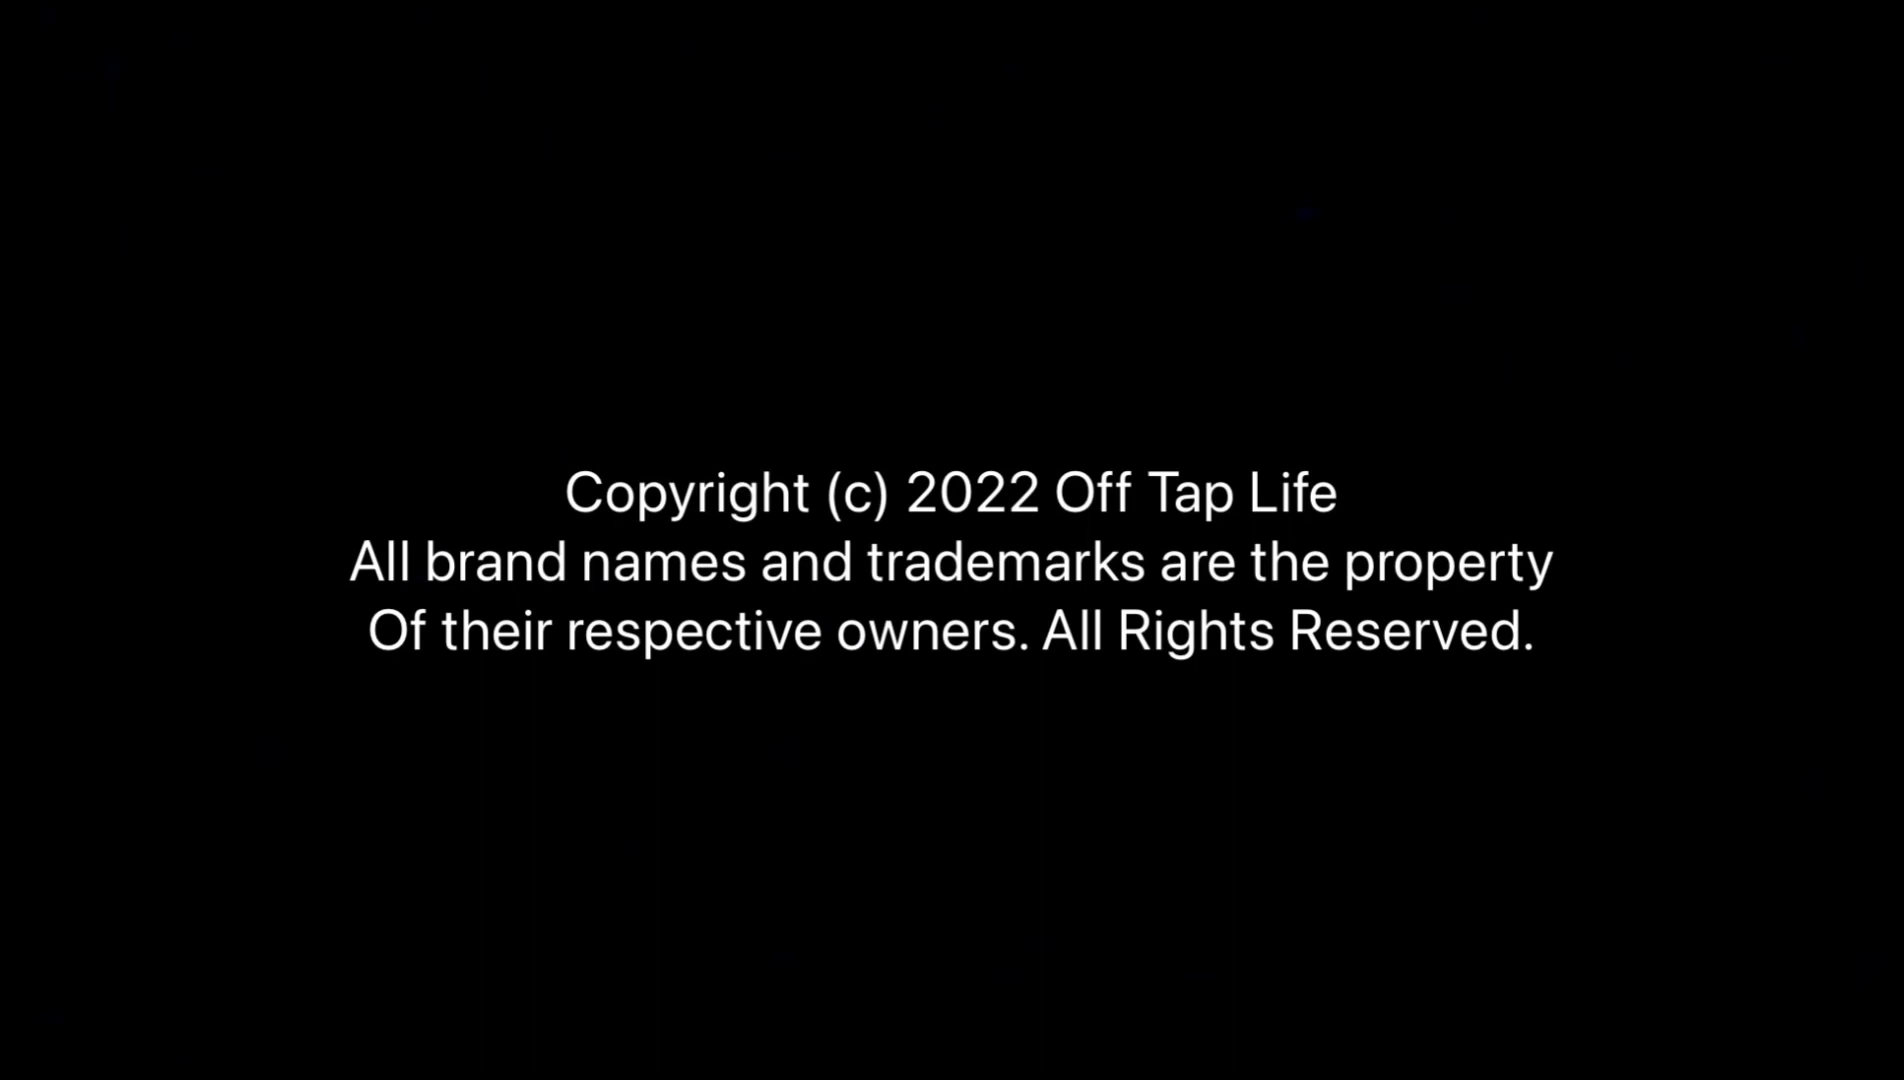 Copyright (c) 2022 Off Tap Life
All brand names and trademarks are the property
Of their respective owners. All Rights Reserved.